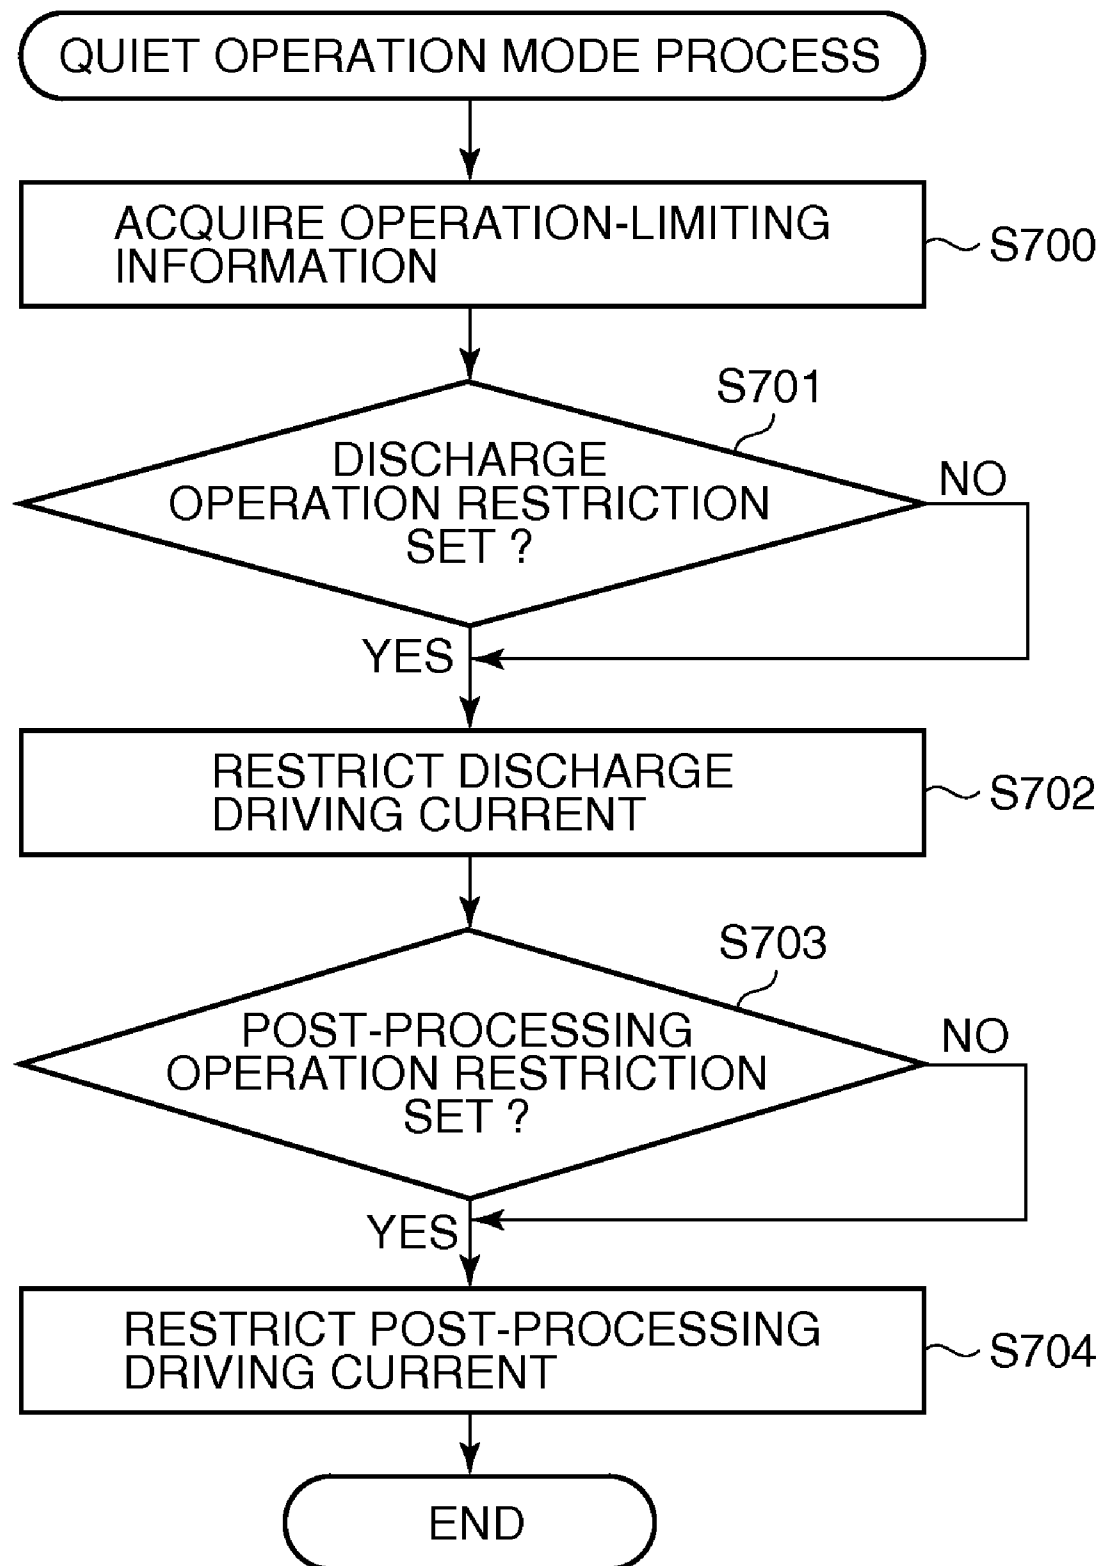 QUIET OPERATION MODE PROCESS
ACQUIRE OPERATION-LIMITING
INFORMATION
S700
S701
DISCHARGE
OPERATION RESTRICTION
SET ?
NO
YES
RESTRICT DISCHARGE
DRIVING CURRENT
S702
S703
POST-PROCESSING
OPERATION RESTRICTION
SET ?
NO
YES
RESTRICT POST-PROCESSING
DRIVING CURRENT
S704
END